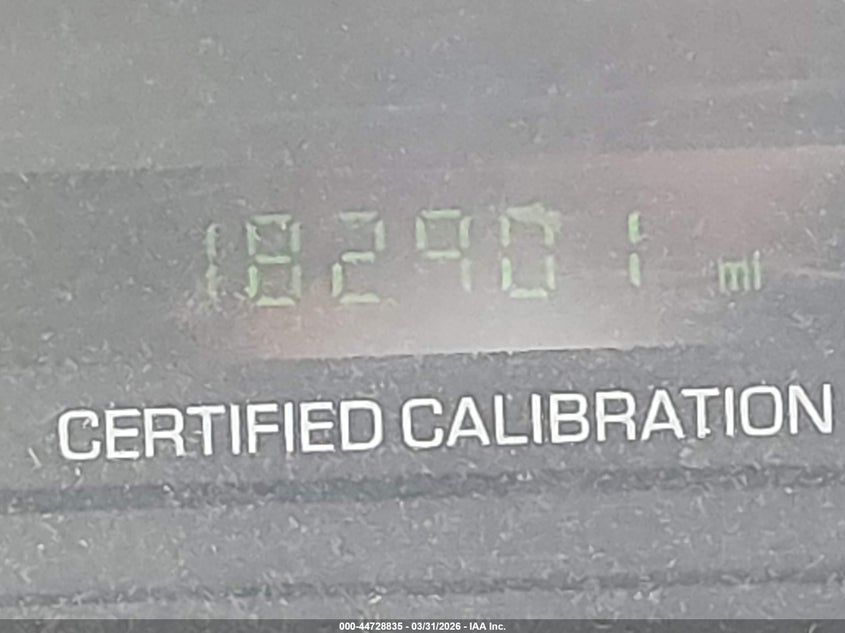 182901 mi
CERTIFIED CALIBRATION
000-44728835 - 03/31/2026 - IAA Inc.